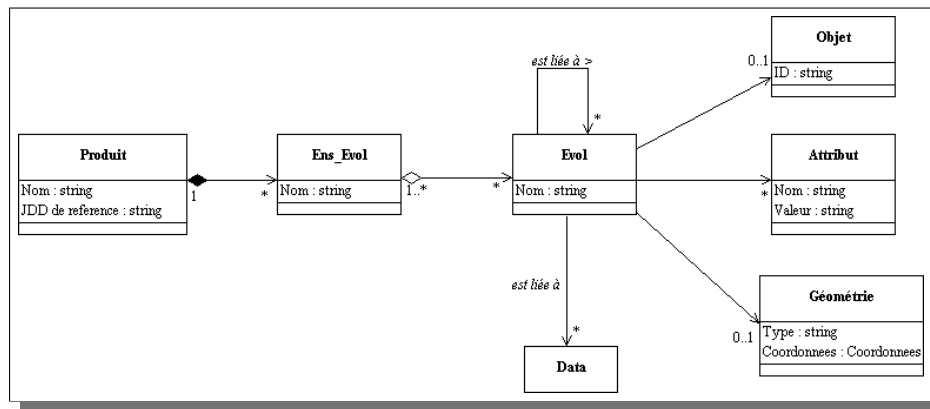 Objet
0..1
ID : string
est liée à >
*
Produit
Nom : string
JDD de reference : string
1
*
Ens_Evol
Nom : string
1..*
*
Evol
Nom : string
Attribut
*
Nom : string
Valeur : string
est liée à
*
Data
Géométrie
0..1
Type : string
Coordonnees : Coordonnees